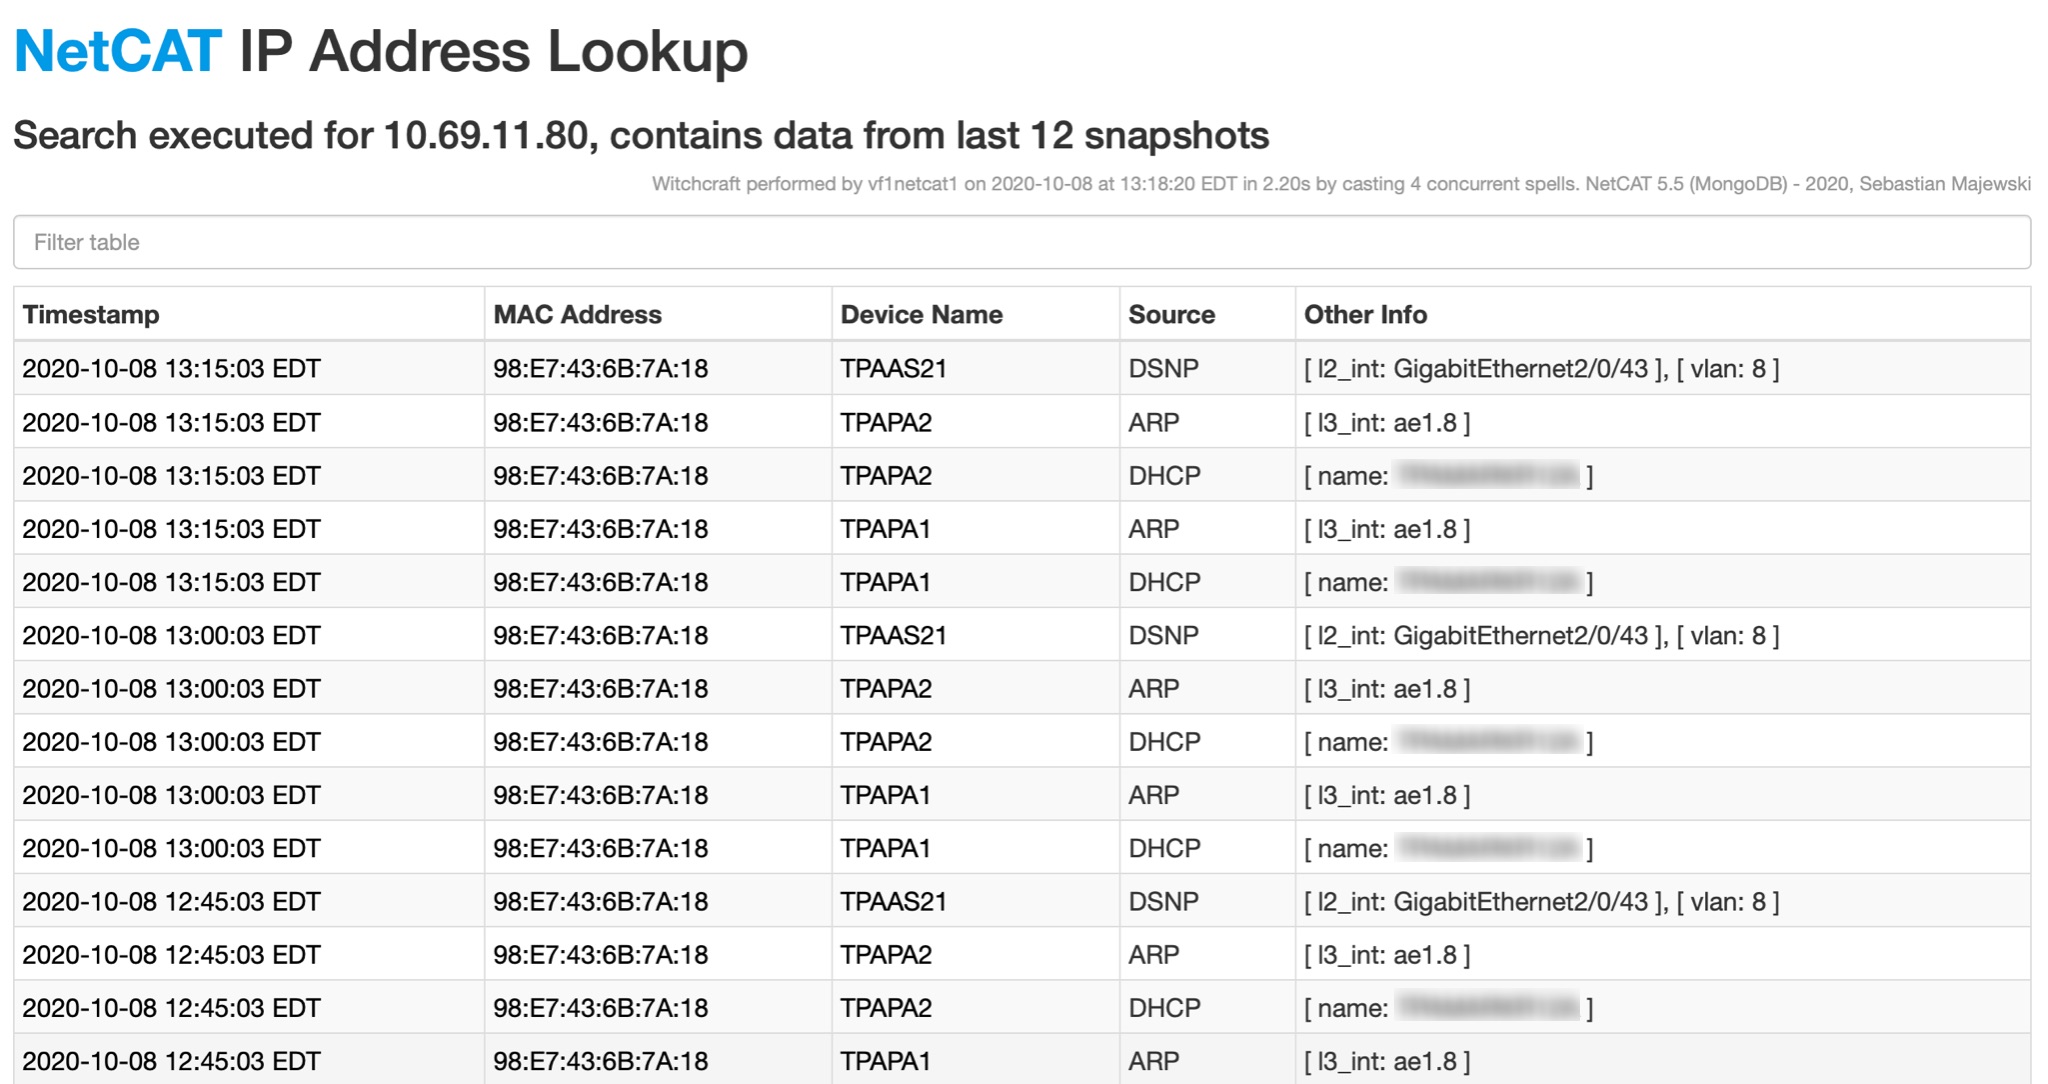 NetCAT IP Address Lookup
Search executed for 10.69.11.80, contains data from last 12 snapshots
Witchcraft performed by vf1netcat1 on 2020-10-08 at 13:18:20 EDT in 2.20s by casting 4 concurrent spells. NetCAT 5.5 (MongoDB) - 2020, Sebastian Majewski
Filter table
Timestamp MAC Address Device Name Source Other Info
2020-10-08 13:15:03 EDT 98:E7:43:6B:7A:18 TPAAS21 DSNP [ l2_int: GigabitEthernet2/0/43 ], [ vlan: 8 ]
2020-10-08 13:15:03 EDT 98:E7:43:6B:7A:18 TPAPA2 ARP [ l3_int: ae1.8 ]
2020-10-08 13:15:03 EDT 98:E7:43:6B:7A:18 TPAPA2 DHCP [ name: ]
2020-10-08 13:15:03 EDT 98:E7:43:6B:7A:18 TPAPA1 ARP [ l3_int: ae1.8 ]
2020-10-08 13:15:03 EDT 98:E7:43:6B:7A:18 TPAPA1 DHCP [ name: ]
2020-10-08 13:00:03 EDT 98:E7:43:6B:7A:18 TPAAS21 DSNP [ l2_int: GigabitEthernet2/0/43 ], [ vlan: 8 ]
2020-10-08 13:00:03 EDT 98:E7:43:6B:7A:18 TPAPA2 ARP [ l3_int: ae1.8 ]
2020-10-08 13:00:03 EDT 98:E7:43:6B:7A:18 TPAPA2 DHCP [ name: ]
2020-10-08 13:00:03 EDT 98:E7:43:6B:7A:18 TPAPA1 ARP [ l3_int: ae1.8 ]
2020-10-08 13:00:03 EDT 98:E7:43:6B:7A:18 TPAPA1 DHCP [ name: ]
2020-10-08 12:45:03 EDT 98:E7:43:6B:7A:18 TPAAS21 DSNP [ l2_int: GigabitEthernet2/0/43 ], [ vlan: 8 ]
2020-10-08 12:45:03 EDT 98:E7:43:6B:7A:18 TPAPA2 ARP [ l3_int: ae1.8 ]
2020-10-08 12:45:03 EDT 98:E7:43:6B:7A:18 TPAPA2 DHCP [ name: ]
2020-10-08 12:45:03 EDT 98:E7:43:6B:7A:18 TPAPA1 ARP [ l3_int: ae1.8 ]